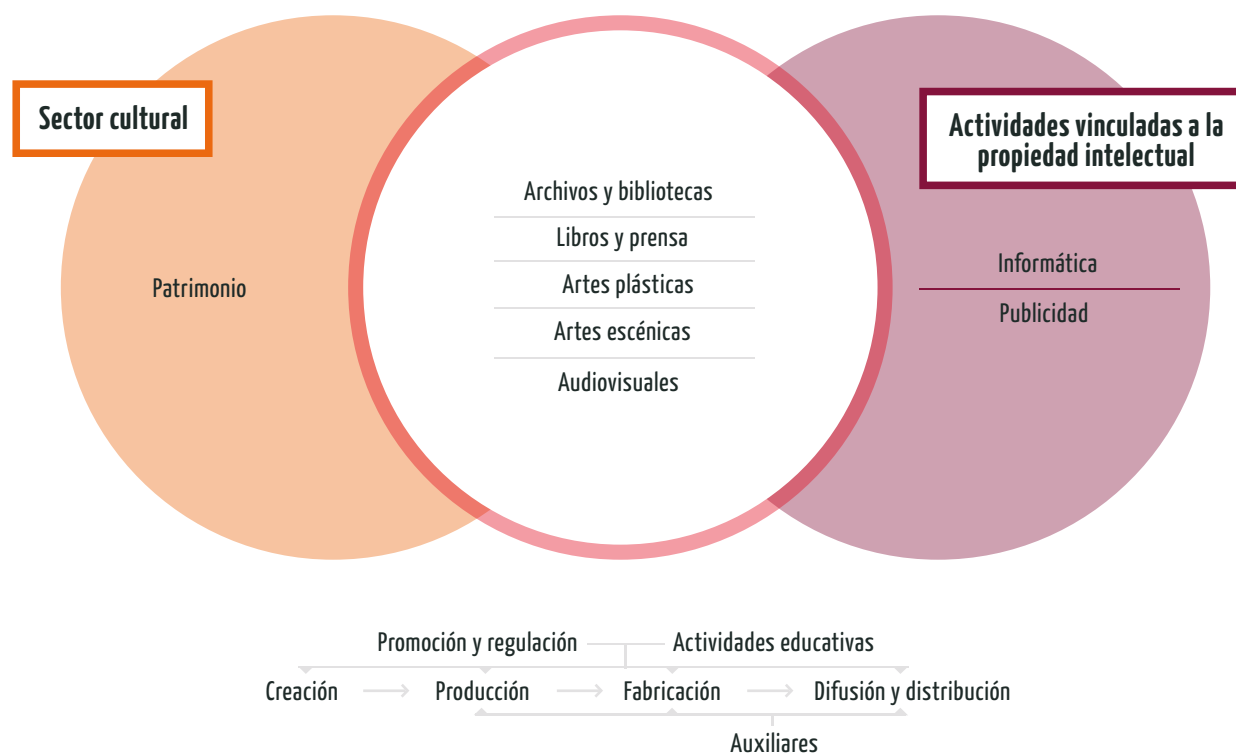 Sector cultural
Actividades vinculadas a la
propiedad intelectual
Patrimonio
Archivos y bibliotecas
Libros y prensa
Artes plásticas
Artes escénicas
Audiovisuales
Informática
Publicidad
Promoción y regulación
Actividades educativas
Creación
Producción
Fabricación
Difusión y distribución
Auxiliares